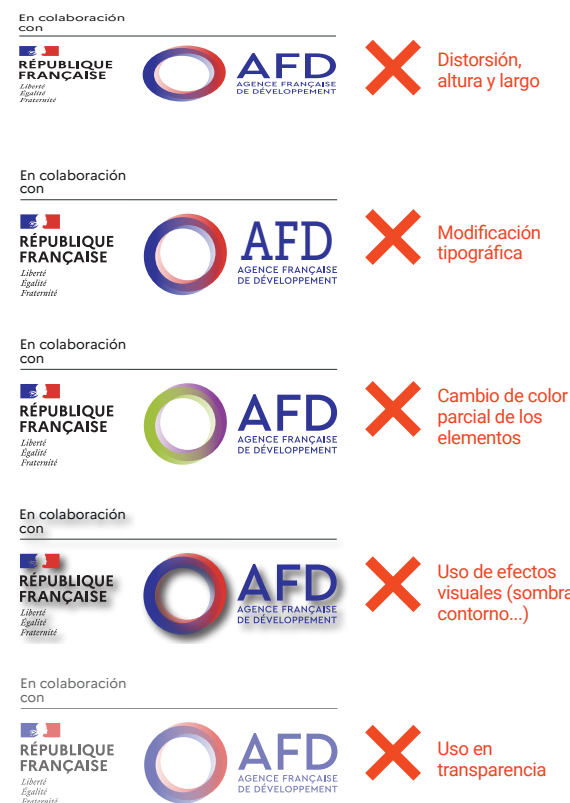 En colaboración
con
RÉPUBLIQUE
FRANÇAISE
Liberté
Égalité
Fraternité
AFD
AGENCE FRANÇAISE
DE DÉVELOPPEMENT
Distorsión,
altura y largo
En colaboración
con
RÉPUBLIQUE
FRANÇAISE
Liberté
Égalité
Fraternité
AFD
AGENCE FRANÇAISE
DE DÉVELOPPEMENT
Modificación
tipográfica
En colaboración
con
RÉPUBLIQUE
FRANÇAISE
Liberté
Égalité
Fraternité
AFD
AGENCE FRANÇAISE
DE DÉVELOPPEMENT
Cambio de color
parcial de los
elementos
En colaboración
con
RÉPUBLIQUE
FRANÇAISE
Liberté
Égalité
Fraternité
AFD
AGENCE FRANÇAISE
DE DÉVELOPPEMENT
Uso de efectos
visuales (sombra
contorno...)
En colaboración
con
RÉPUBLIQUE
FRANÇAISE
Liberté
Égalité
Fraternité
AFD
AGENCE FRANÇAISE
DE DÉVELOPPEMENT
Uso en
transparencia